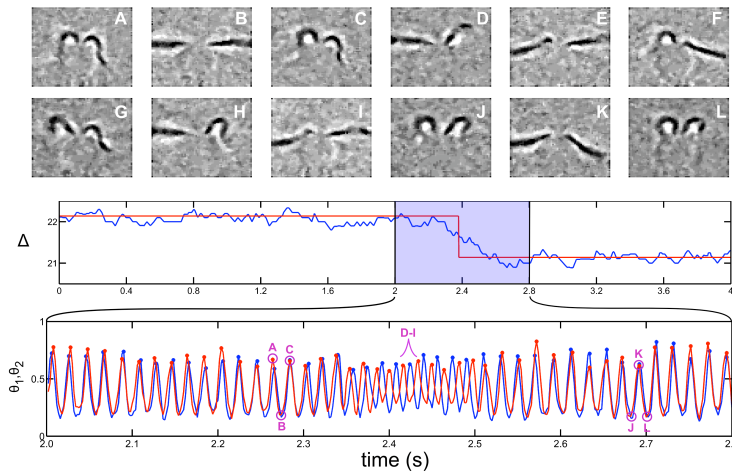 A B C D E F
G H I J K L
22
Δ
21
0 0.4 0.8 1.2 1.6 2 2.4 2.8 3.2 3.6 4
1
A C D-I K
θ1,θ2
0.5
B J L
0
2.0 2.1 2.2 2.3 2.4 2.5 2.6 2.7 2.8
time (s)